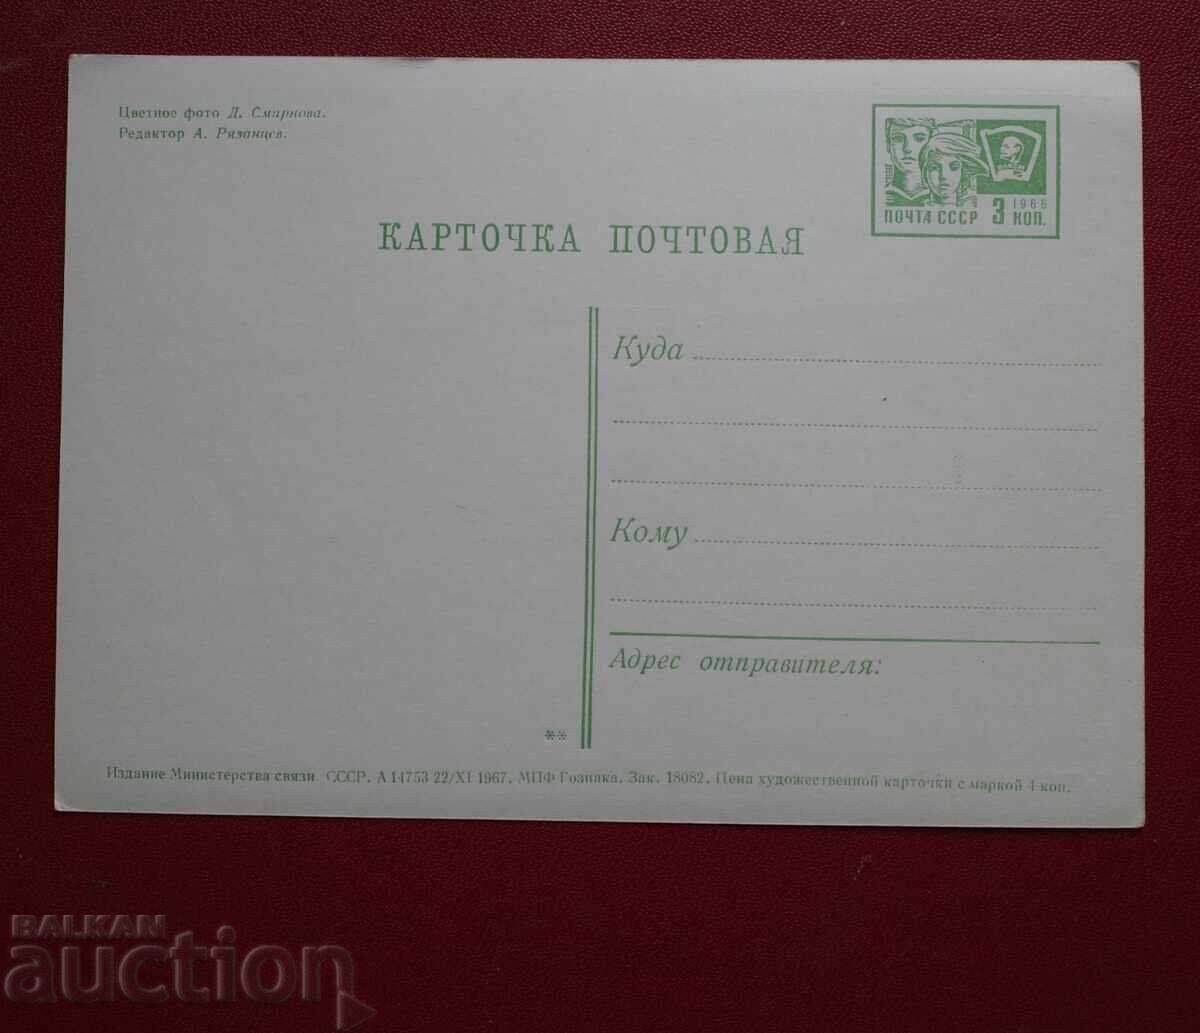 Цветное фото Д. Смирнова.
Редактор А. Рязанцев.
1966
ПОЧТА СССР 3 КОП.
КАРТОЧКА ПОЧТОВАЯ
Куда
Кому
Адрес отправителя:
**
Издание Министерства связи СССР. А 14753 22/XI 1967. МПФ Гознака. Зак. 18082. Цена художественной карточки с маркой 4 коп.
BALKAN
auction